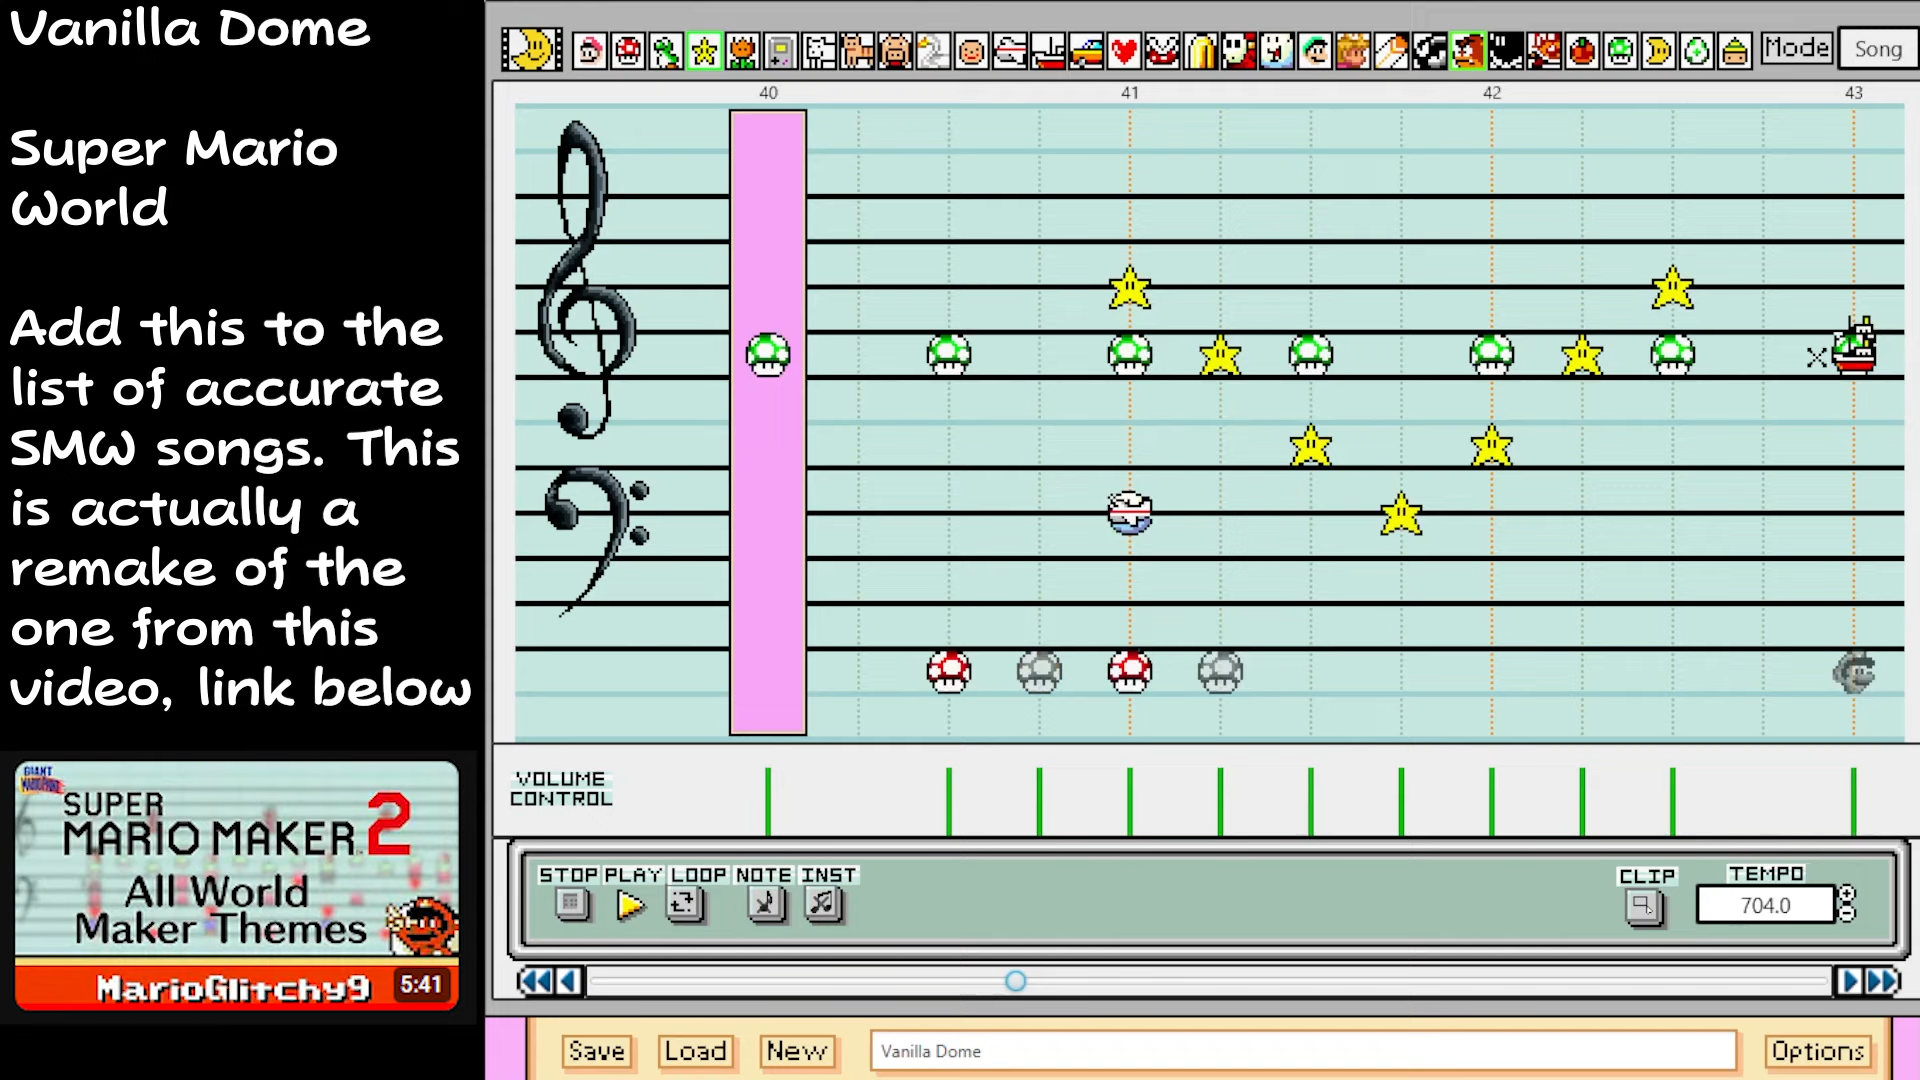 Vanilla Dome
Super Mario
World
Add this to the
list of accurate
SMW songs. This
is actually a
remake of the
one from this
video, link below
GIANT
MARIO PAINT
SUPER
MARIO MAKER 2
All World
Maker Themes
MarioGlitchy9
5:41
Mode
Song
40
41
42
43
VOLUME
CONTROL
STOP PLAY LOOP NOTE INST
CLIP
TEMPO
704.0
Save
Load
New
Vanilla Dome
Options